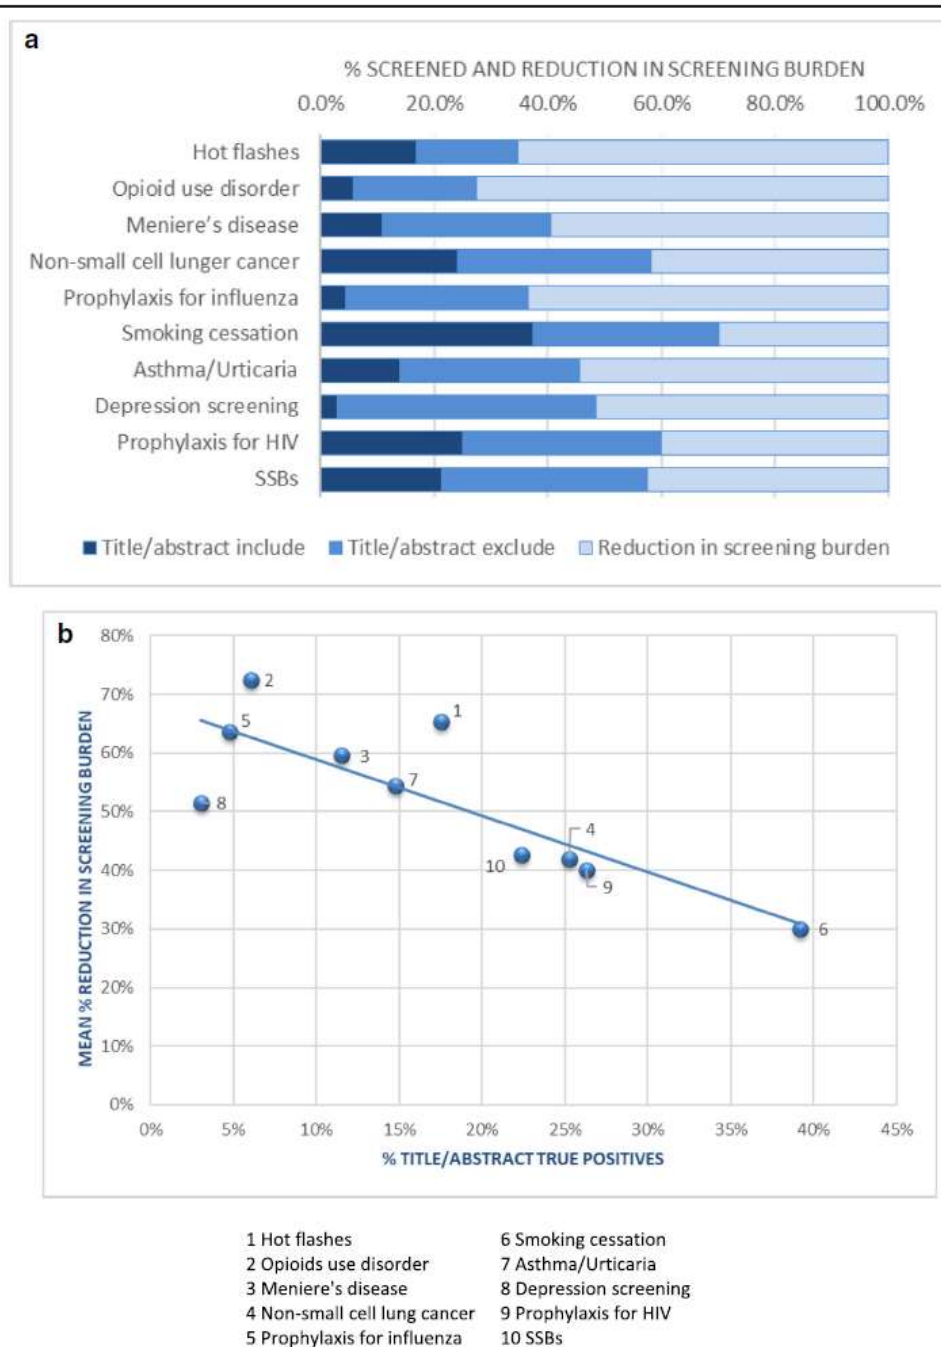 a
% SCREENED AND REDUCTION IN SCREENING BURDEN
0.0% 20.0% 40.0% 60.0% 80.0% 100.0%
Hot flashes
Opioid use disorder
Meniere's disease
Non-small cell lunger cancer
Prophylaxis for influenza
Smoking cessation
Asthma/Urticaria
Depression screening
Prophylaxis for HIV
SSBs
Title/abstract include Title/abstract exclude Reduction in screening burden
b
MEAN % REDUCTION IN SCREENING BURDEN
80%
70%
60%
50%
40%
30%
20%
10%
0%
2
1
5
3
7
8
4
10
9
6
0% 5% 10% 15% 20% 25% 30% 35% 40% 45%
% TITLE/ABSTRACT TRUE POSITIVES
1 Hot flashes 6 Smoking cessation
2 Opioids use disorder 7 Asthma/Urticaria
3 Meniere's disease 8 Depression screening
4 Non-small cell lung cancer 9 Prophylaxis for HIV
5 Prophylaxis for influenza 10 SSBs